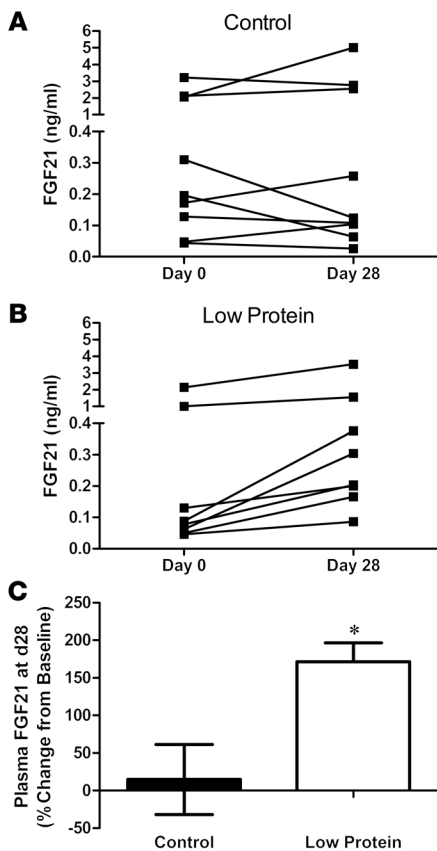 A
Control
FGF21 (ng/ml)
6
5
4
3
2
1
0.4
0.3
0.2
0.1
0.0
Day 0
Day 28
B
Low Protein
FGF21 (ng/ml)
6
5
4
3
2
1
0.4
0.3
0.2
0.1
0.0
Day 0
Day 28
C
Plasma FGF21 at d28
(% Change from Baseline)
250
200
150
100
50
0
-50
*
Control
Low Protein